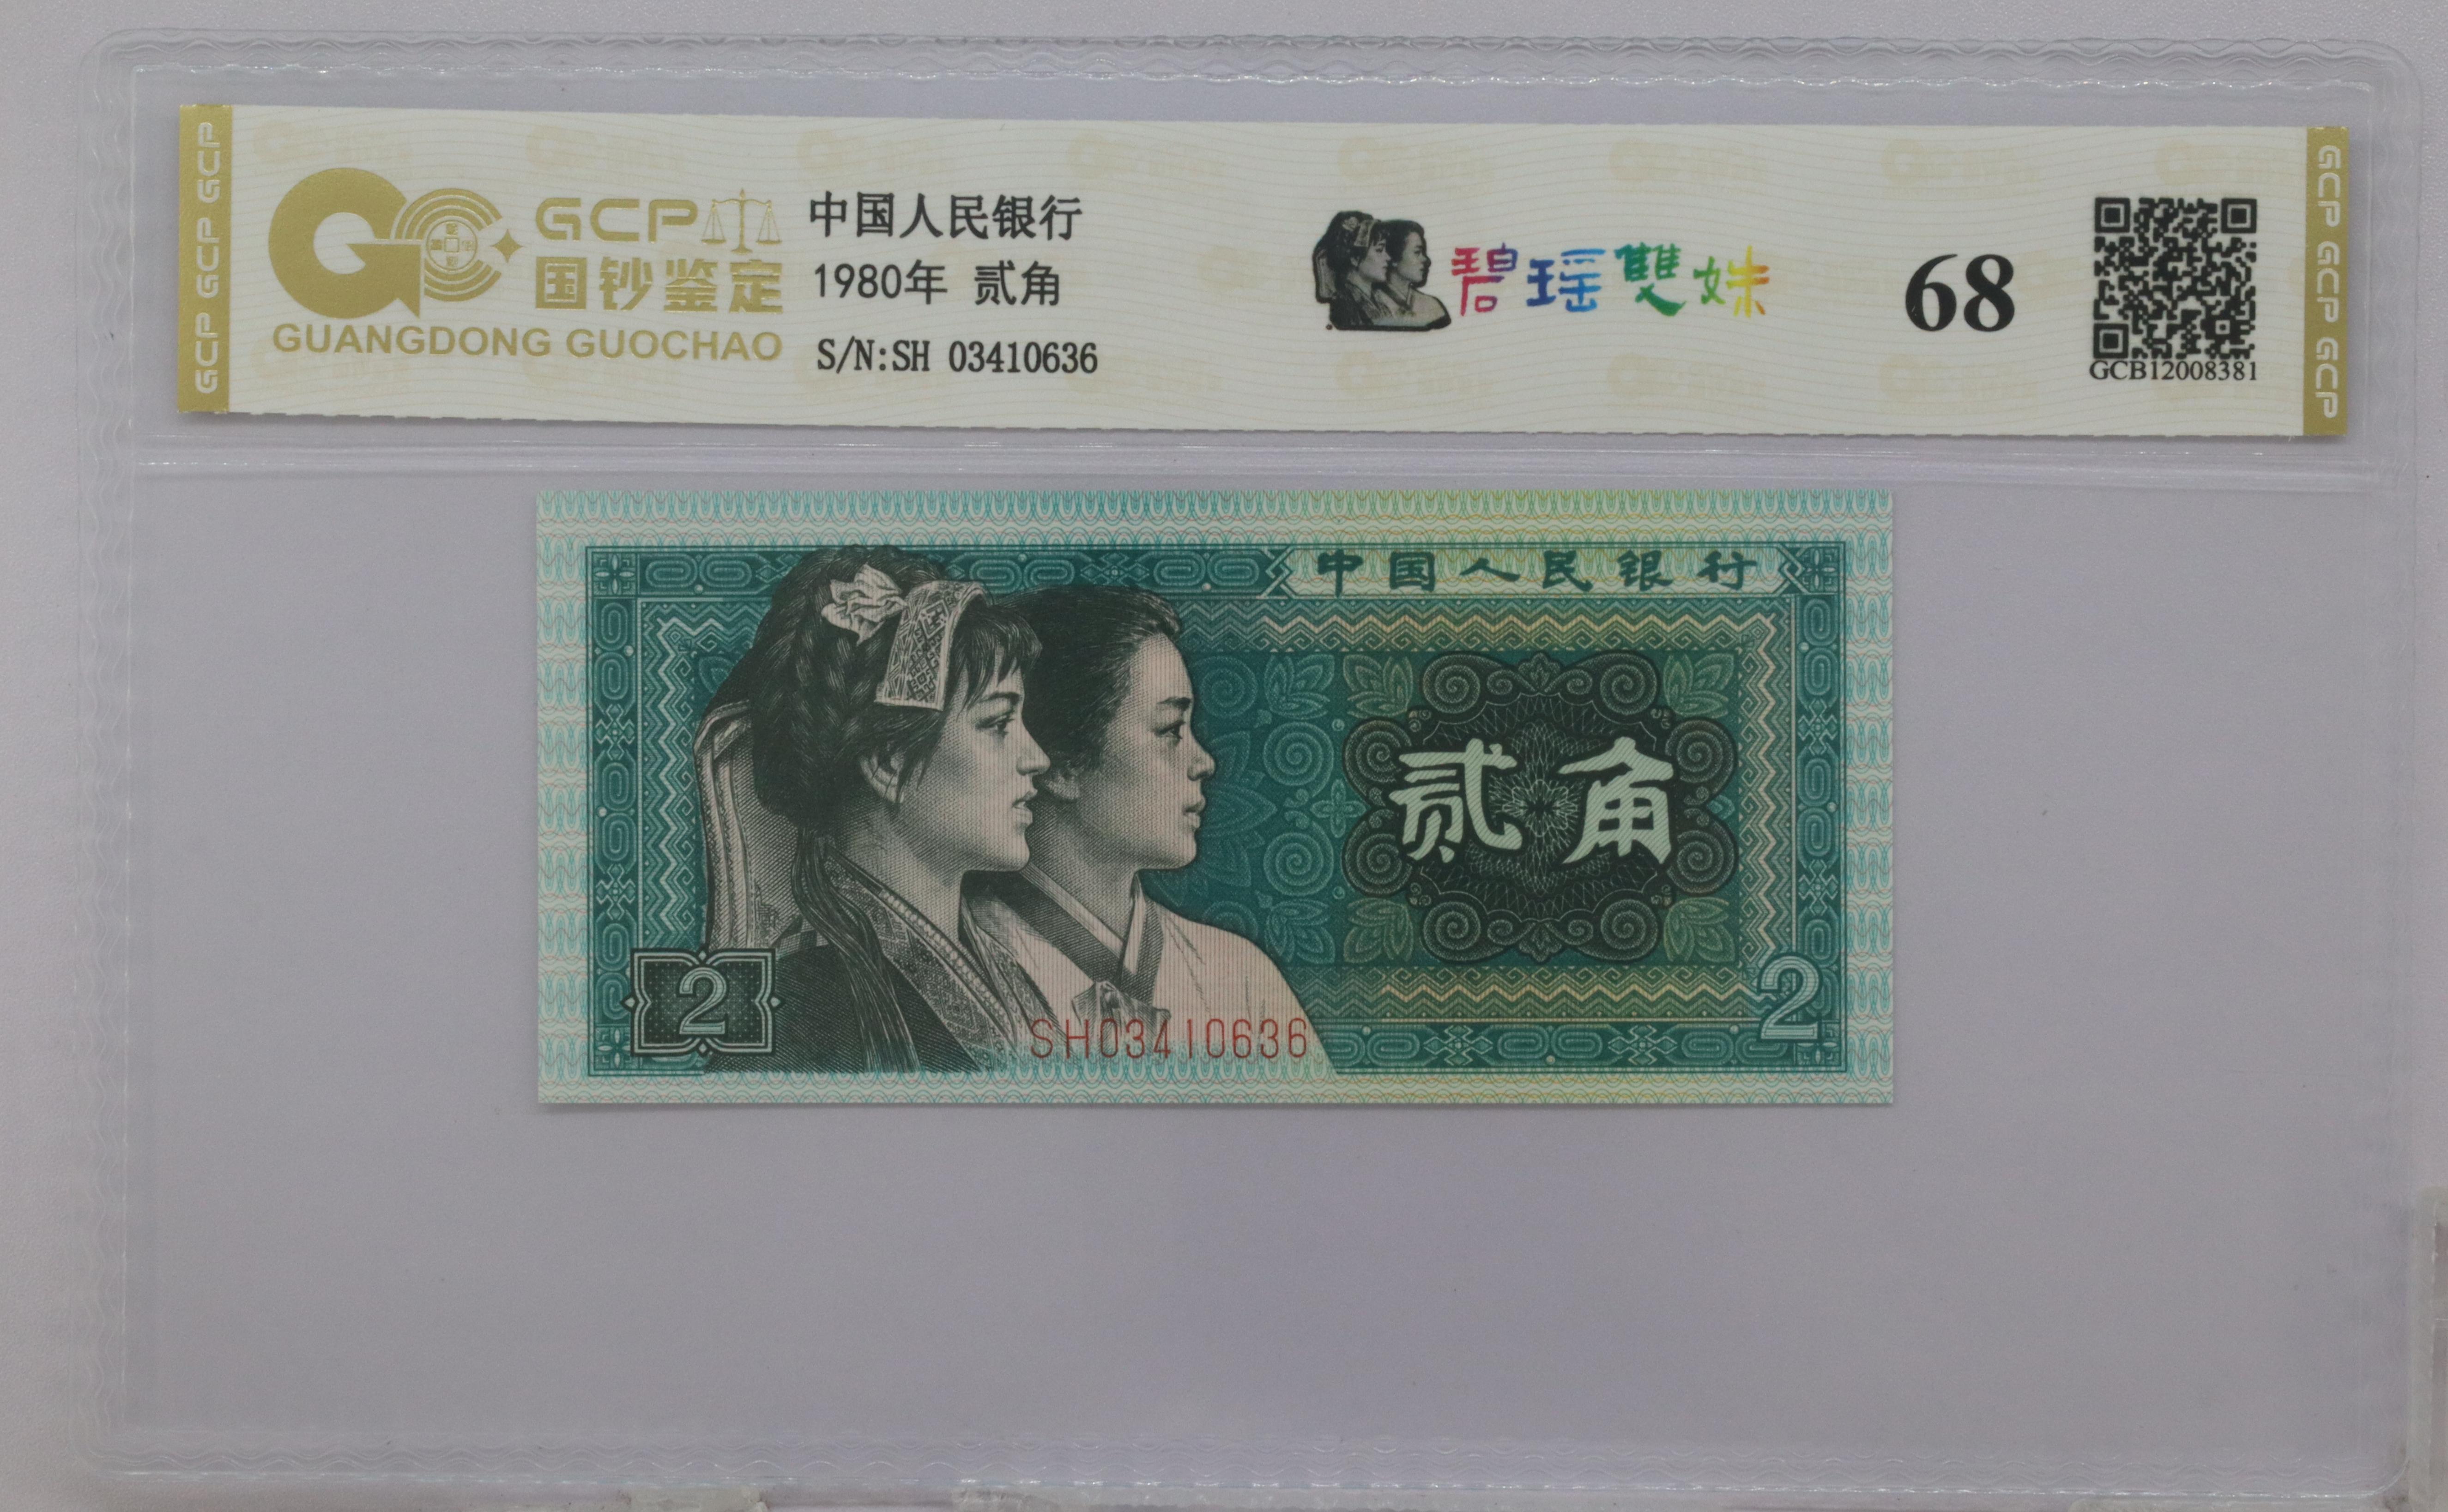 GCP GCP GCP
GCP
国钞鉴定
GUANGDONG GUOCHAO
中国人民银行
1980年 贰角
S/N:SH 03410636
碧瑶雙妹
68
GCB12008381
GCP GCP GCP
中国人民银行
贰角
2
2
SH03410636